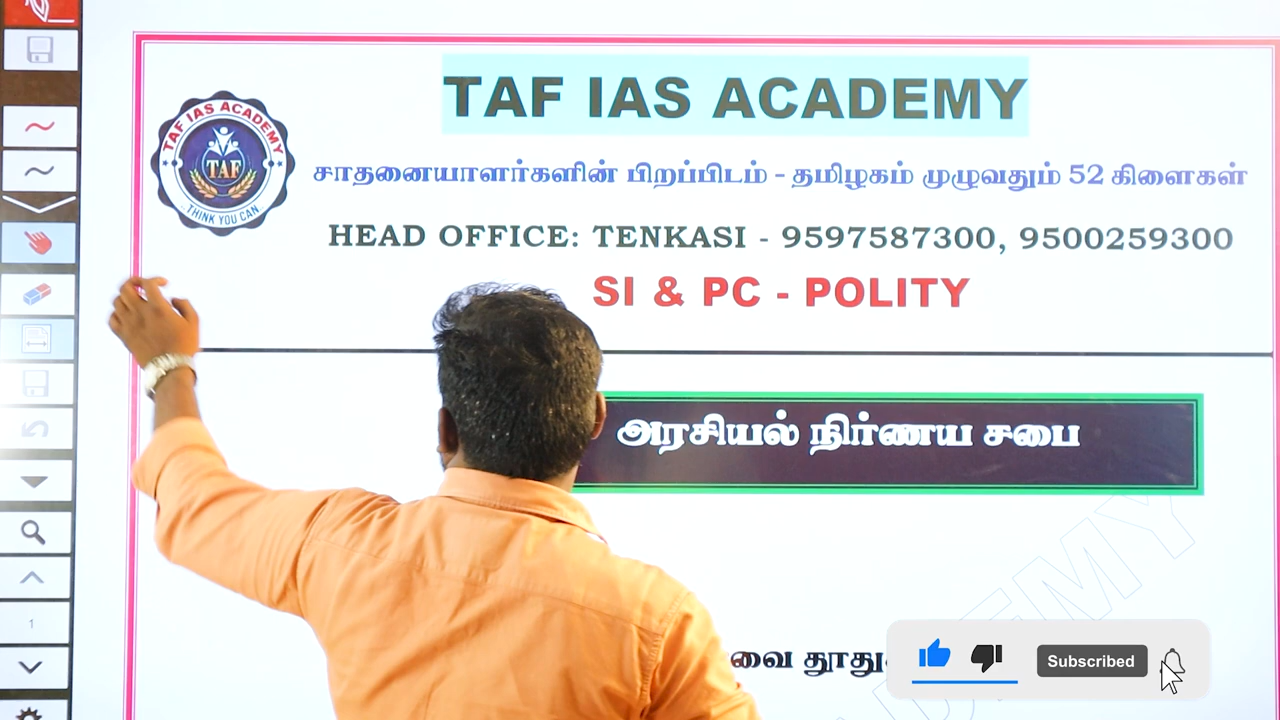 TAF IAS ACADEMY
TAF IAS ACADEMY
TAF
THINK YOU CAN
சாதனையாளர்களின் பிறப்பிடம் - தமிழகம் முழுவதும் 52 கிளைகள்
HEAD OFFICE: TENKASI - 9597587300, 9500259300
SI & PC - POLITY
அரசியல் நிர்ணய சபை
1
Subscribed